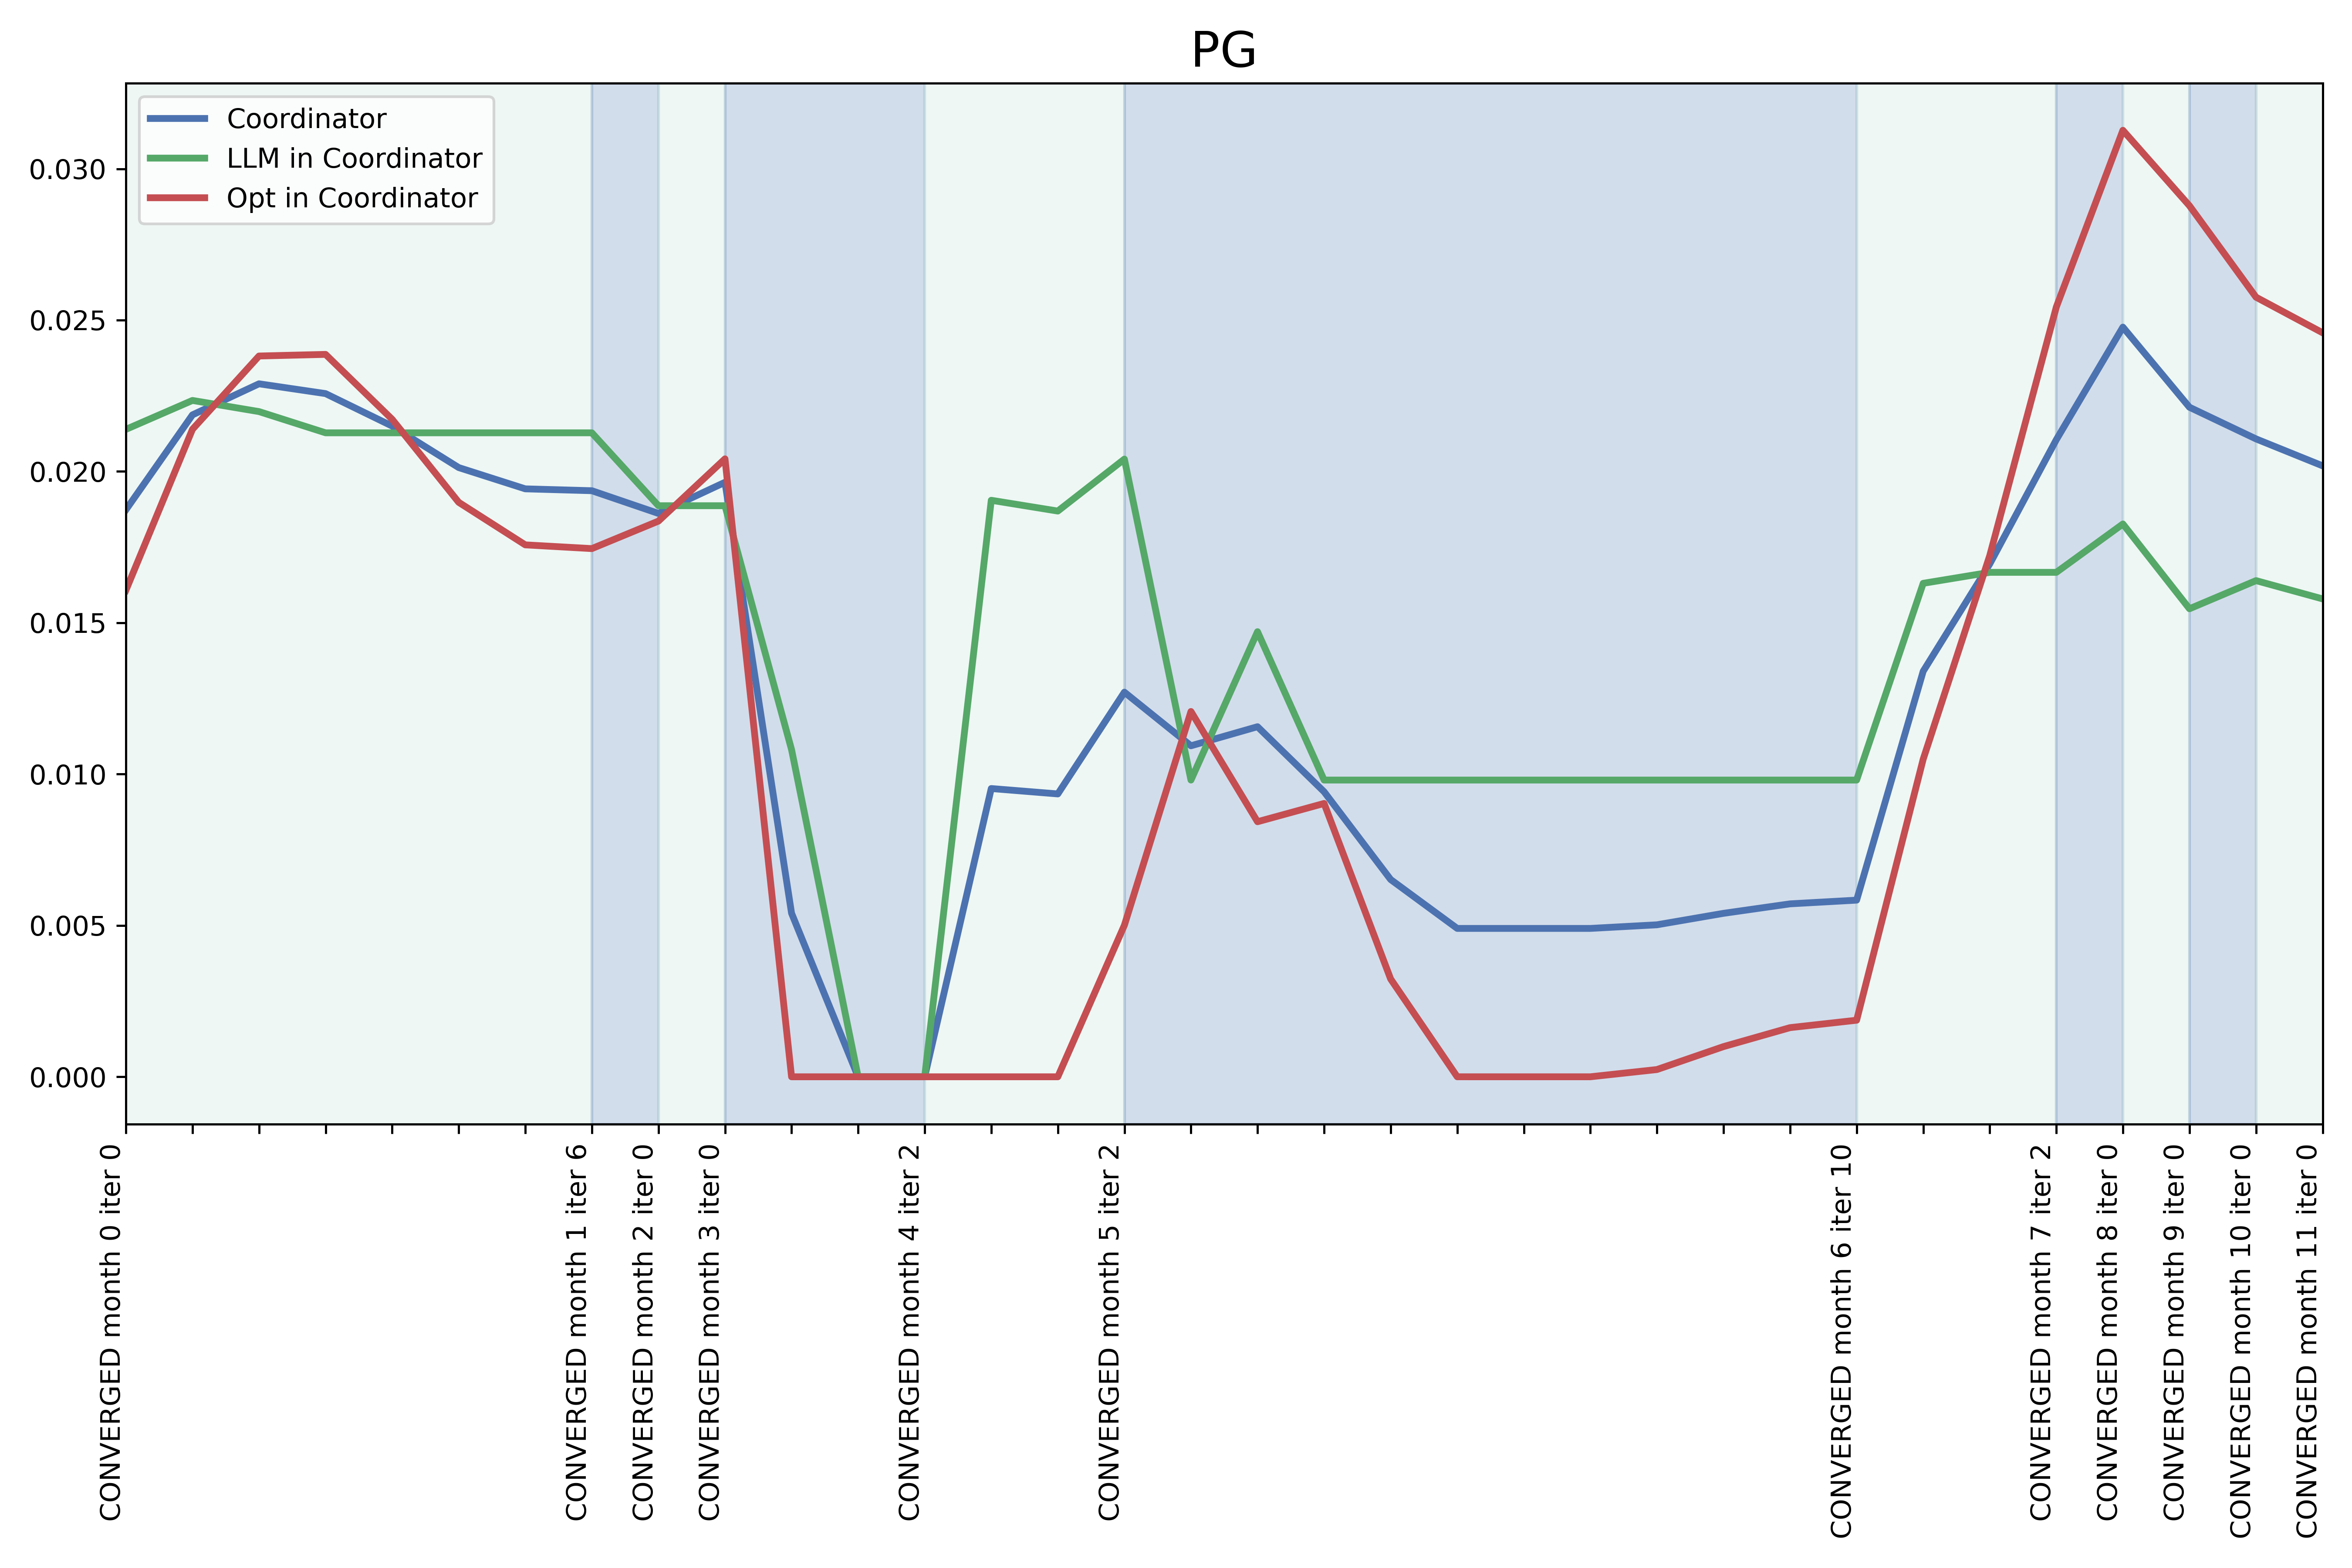 PG
Coordinator
LLM in Coordinator
Opt in Coordinator
0.030
0.025
0.020
0.015
0.010
0.005
0.000
CONVERGED month 0 iter 0
CONVERGED month 1 iter 6
CONVERGED month 2 iter 0
CONVERGED month 3 iter 0
CONVERGED month 4 iter 2
CONVERGED month 5 iter 2
CONVERGED month 6 iter 10
CONVERGED month 7 iter 2
CONVERGED month 8 iter 0
CONVERGED month 9 iter 0
CONVERGED month 10 iter 0
CONVERGED month 11 iter 0